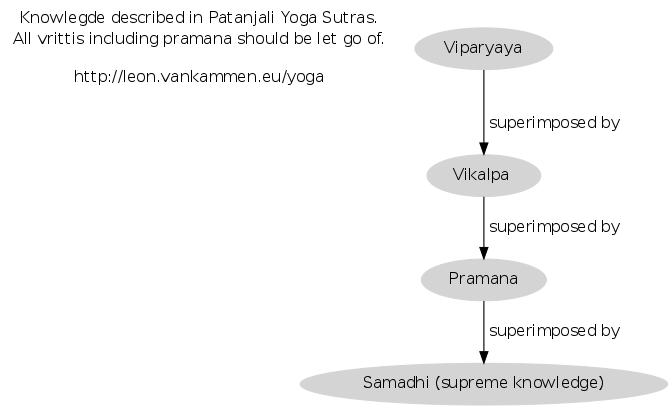 Knowlegde described in Patanjali Yoga Sutras.
All vrittis including pramana should be let go of.
http://leon.vankammen.eu/yoga
Viparyaya
superimposed by
Vikalpa
superimposed by
Pramana
superimposed by
Samadhi (supreme knowledge)